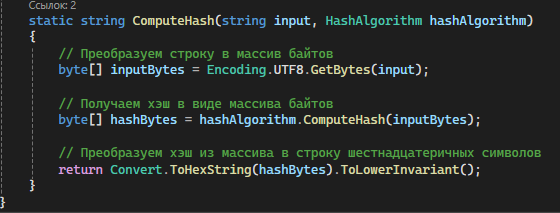 Ссылок: 2
static string ComputeHash(string input, HashAlgorithm hashAlgorithm)
{
// Преобразуем строку в массив байтов
byte[] inputBytes = Encoding.UTF8.GetBytes(input);
// Получаем хэш в виде массива байтов
byte[] hashBytes = hashAlgorithm.ComputeHash(inputBytes);
// Преобразуем хэш из массива в строку шестнадцатеричных символов
return Convert.ToHexString(hashBytes).ToLowerInvariant();
}
}